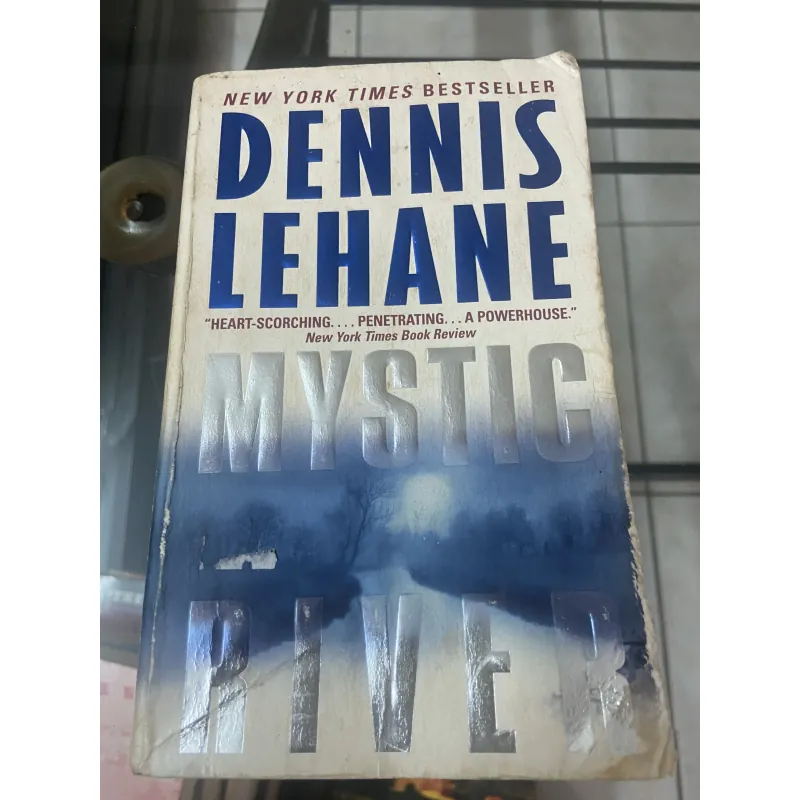 NEW YORK TIMES BESTSELLER
DENNIS
LEHANE
"HEART-SCORCHING.... PENETRATING... A POWERHOUSE."
New York Times Book Review
MYSTIC
RIVER